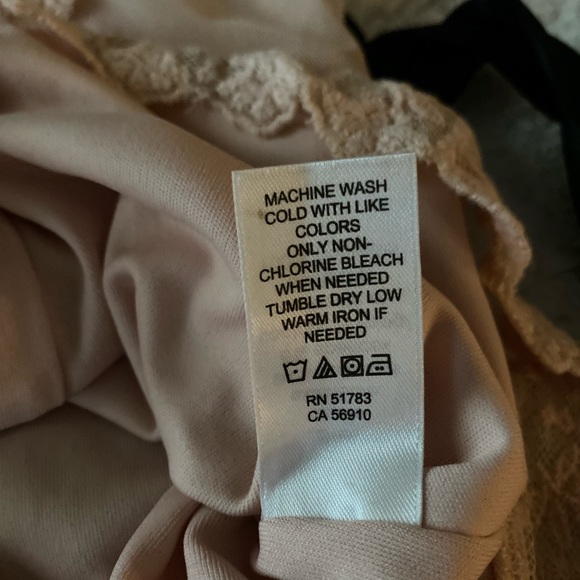 MACHINE WASH
COLD WITH LIKE
COLORS
ONLY NON-
CHLORINE BLEACH
WHEN NEEDED
TUMBLE DRY LOW
WARM IRON IF
NEEDED
RN 51783
CA 56910